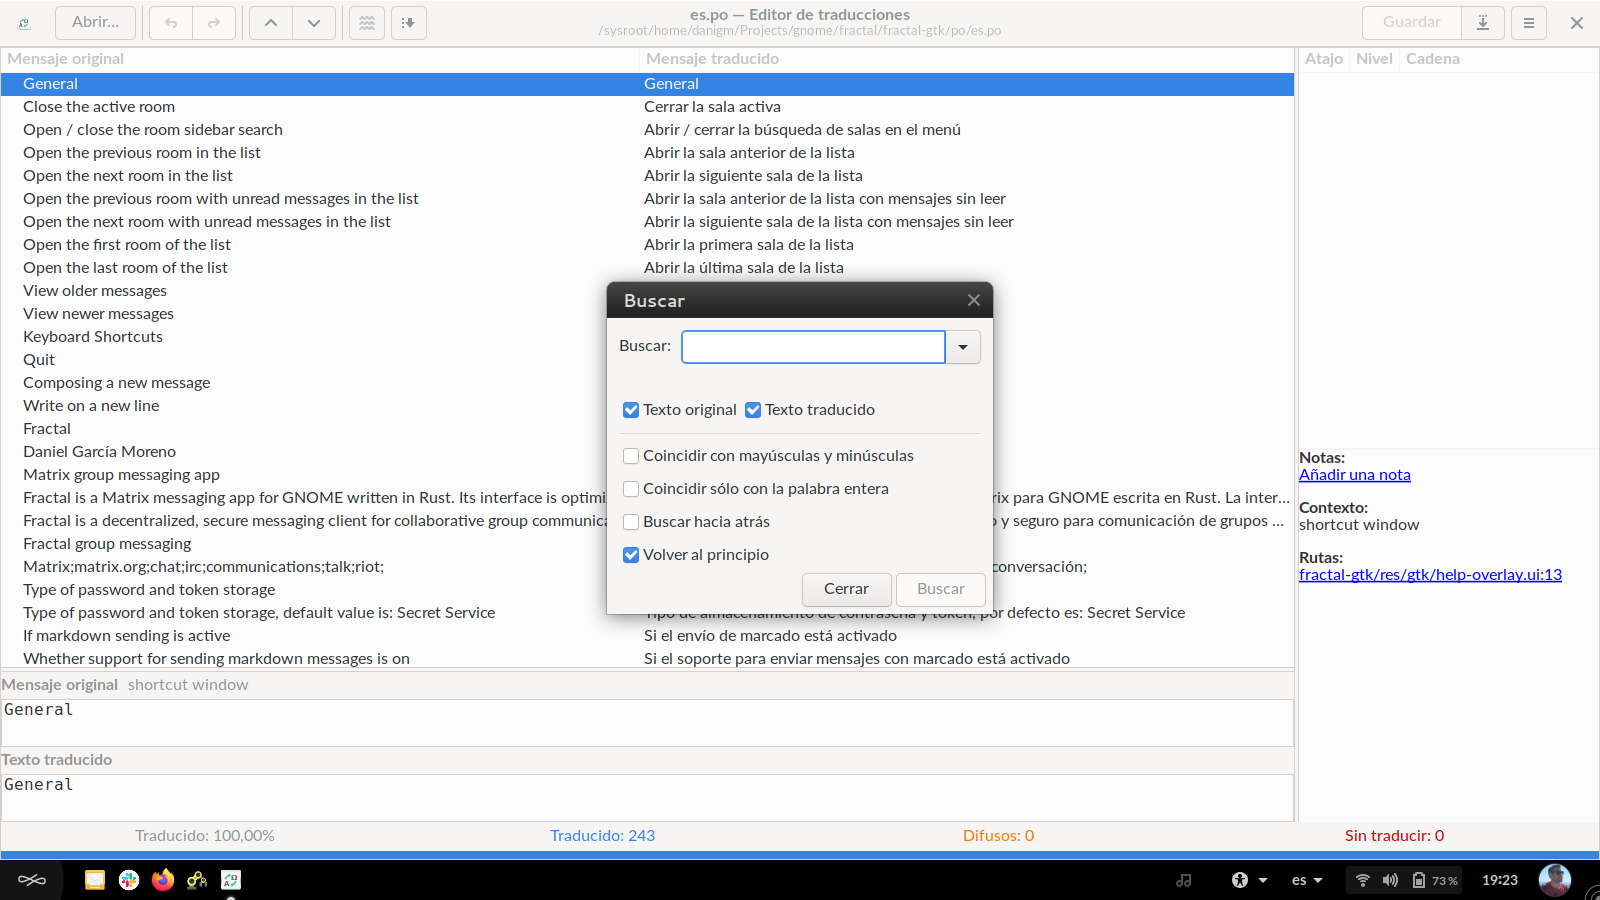 Abrir...
es.po — Editor de traducciones
/sysroot/home/danigm/Projects/gnome/fractal/fractal-gtk/po/es.po
Guardar
Mensaje original Mensaje traducido
Atajo Nivel Cadena
General General
Close the active room Cerrar la sala activa
Open / close the room sidebar search Abrir / cerrar la búsqueda de salas en el menú
Open the previous room in the list Abrir la sala anterior de la lista
Open the next room in the list Abrir la siguiente sala de la lista
Open the previous room with unread messages in the list Abrir la sala anterior de la lista con mensajes sin leer
Open the next room with unread messages in the list Abrir la siguiente sala de la lista con mensajes sin leer
Open the first room of the list Abrir la primera sala de la lista
Open the last room of the list Abrir la última sala de la lista
View older messages
View newer messages
Keyboard Shortcuts
Quit
Composing a new message
Write on a new line
Fractal
Daniel García Moreno
Matrix group messaging app
Fractal is a Matrix messaging app for GNOME written in Rust. Its interface is optimi para GNOME escrita en Rust. La inter...
Fractal is a decentralized, secure messaging client for collaborative group communica y seguro para comunicación de grupos ...
Fractal group messaging
Matrix;matrix.org;chat;irc;communications;talk;riot; conversación;
Type of password and token storage
Type of password and token storage, default value is: Secret Service Tipo de almacenamiento de contraseña y token, por defecto es: Secret Service
If markdown sending is active Si el envío de marcado está activado
Whether support for sending markdown messages is on Si el soporte para enviar mensajes con marcado está activado
Buscar
Buscar:
Texto original Texto traducido
Coincidir con mayúsculas y minúsculas
Coincidir sólo con la palabra entera
Buscar hacia atrás
Volver al principio
Cerrar Buscar
Notas:
Añadir una nota
Contexto:
shortcut window
Rutas:
fractal-gtk/res/gtk/help-overlay.ui:13
Mensaje original shortcut window
General
Texto traducido
General
Traducido: 100,00% Traducido: 243 Difusos: 0 Sin traducir: 0
es 73 % 19:23